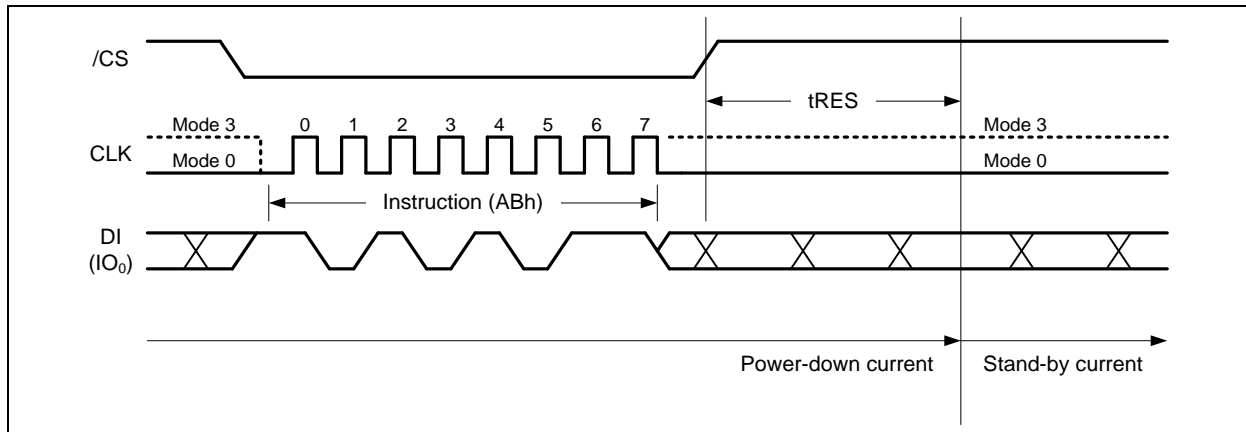 /CS
tRES
Mode 3
0 1 2 3 4 5 6 7
Mode 3
CLK
Mode 0
Mode 0
Instruction (ABh)
DI
(IO₀)
Power-down current
Stand-by current